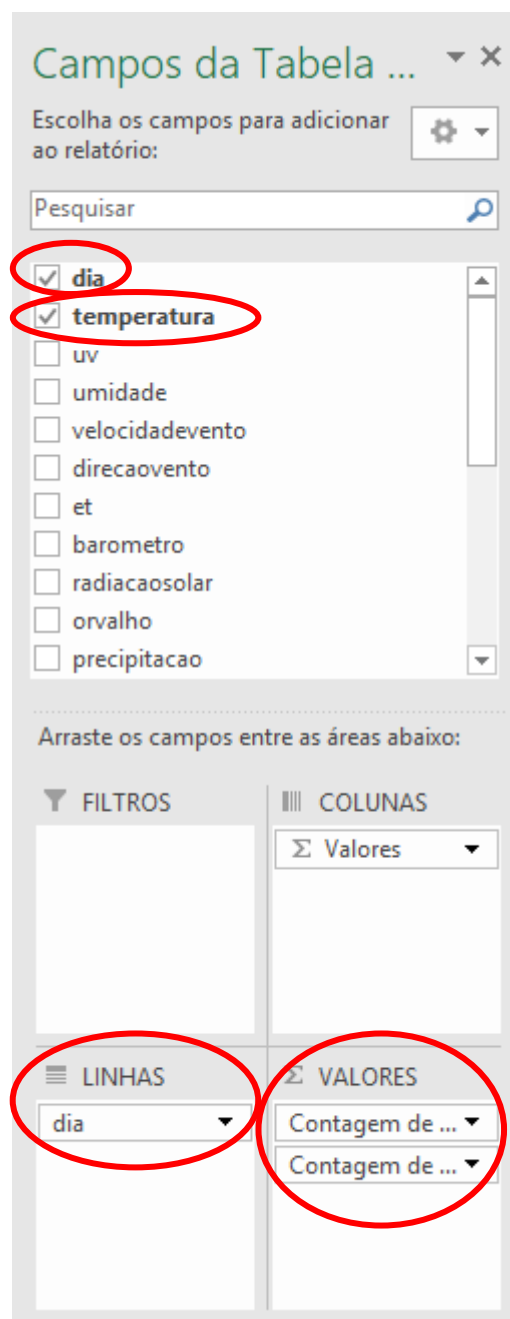 Campos da Tabela ...
Escolha os campos para adicionar
ao relatório:
Pesquisar
dia
temperatura
uv
umidade
velocidadevento
direcaovento
et
barometro
radiacaosolar
orvalho
precipitacao
Arraste os campos entre as áreas abaixo:
FILTROS
COLUNAS
Σ Valores
LINHAS
Σ VALORES
dia
Contagem de ...
Contagem de ...